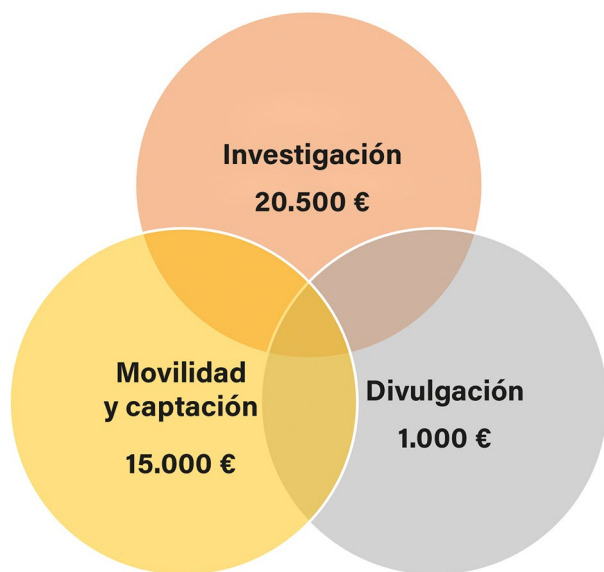 Investigación
20.500 €
Movilidad
y captación
15.000 €
Divulgación
1.000 €